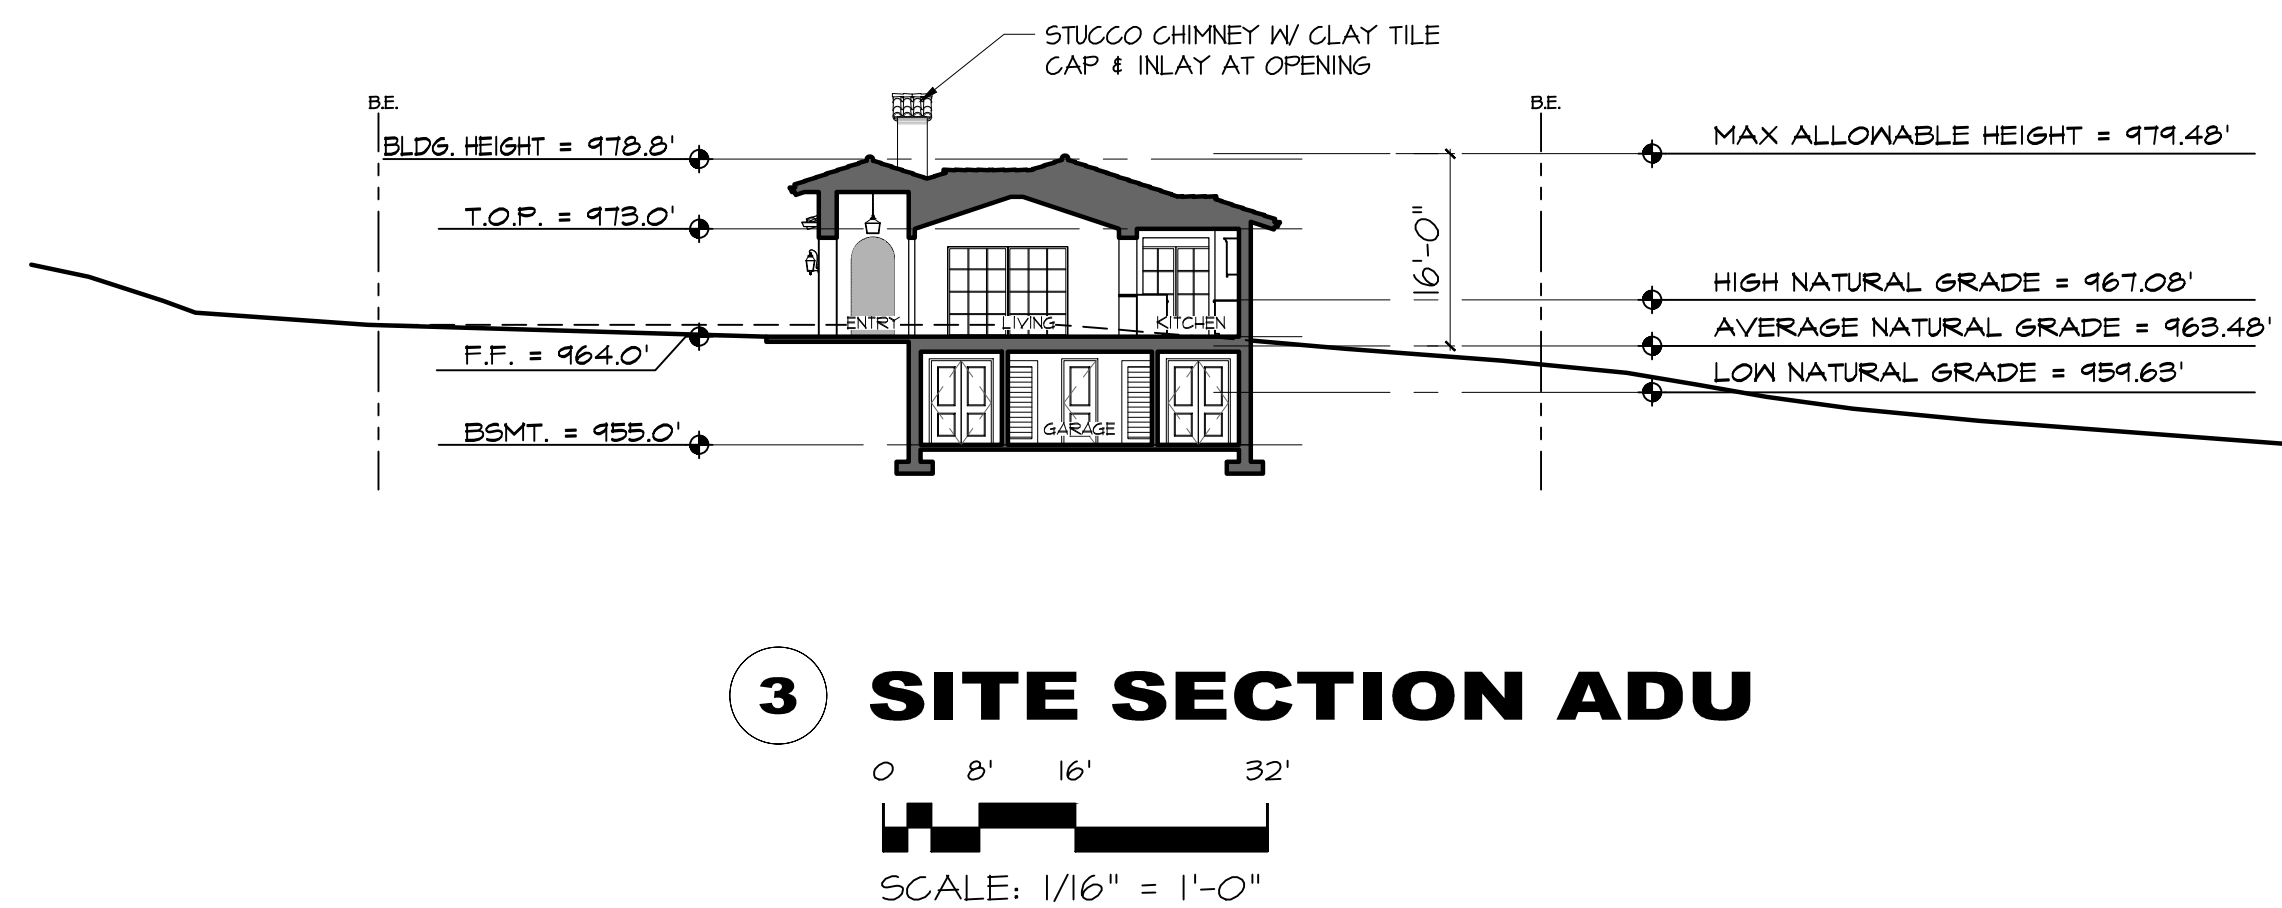 STUCCO CHIMNEY W/ CLAY TILE
CAP & INLAY AT OPENING
B.E.
B.E.
BLDG. HEIGHT = 978.8'
MAX ALLOWABLE HEIGHT = 979.48'
T.O.P. = 973.0'
16'-0"
HIGH NATURAL GRADE = 967.08'
ENTRY
LIVING
KITCHEN
AVERAGE NATURAL GRADE = 963.48'
F.F. = 964.0'
LOW NATURAL GRADE = 959.63'
BSMT. = 955.0'
GARAGE
3 SITE SECTION ADU
0 8' 16' 32'
SCALE: 1/16" = 1'-0"